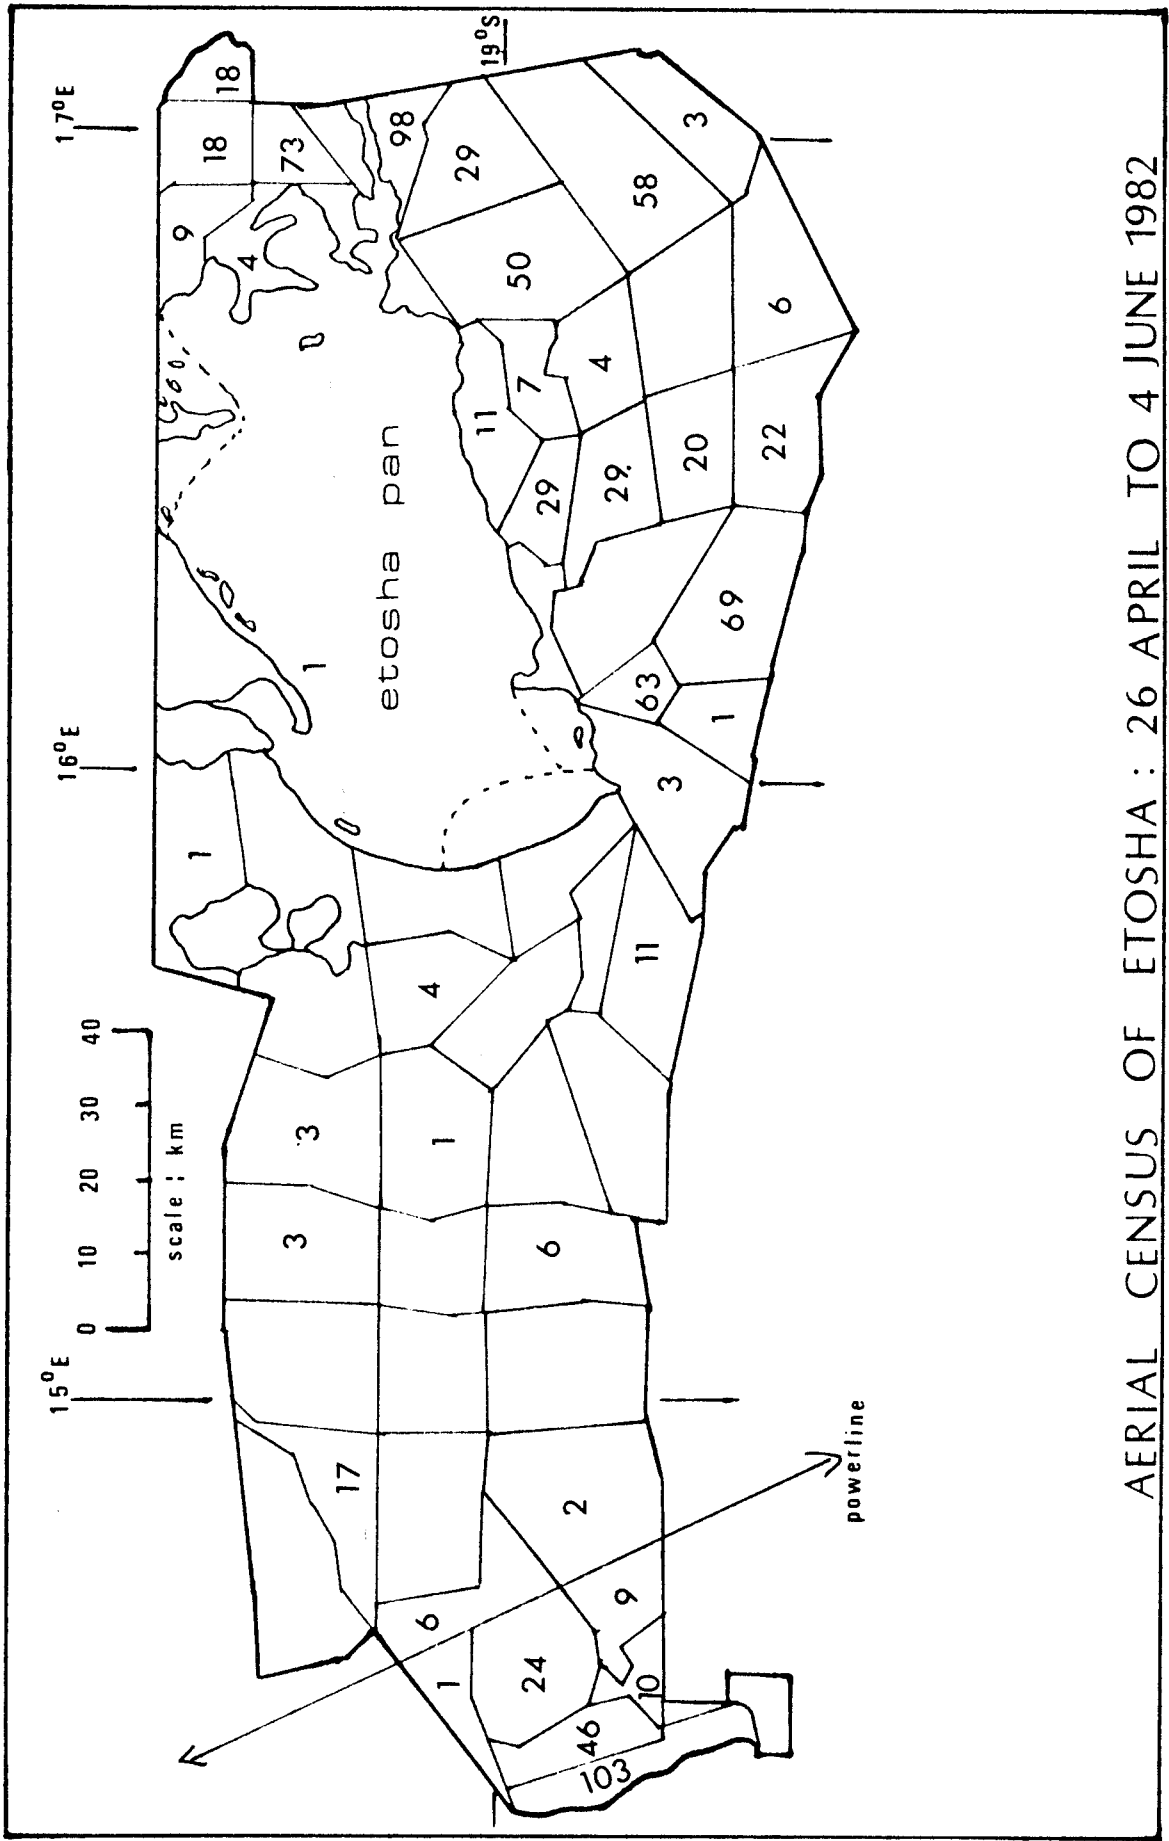 15°E 16°E 17°E
0 10 20 30 40
scale : km
9
1 18 18
4
3 3 1 73
17
etosha pan
98
6 4
1 1 11 29 19°S
24 6 29 7 50
46 2 4
103 9 29
10 11 63 58
3 20 3
1 69 22 6
powerline
AERIAL CENSUS OF ETOSHA : 26 APRIL TO 4 JUNE 1982